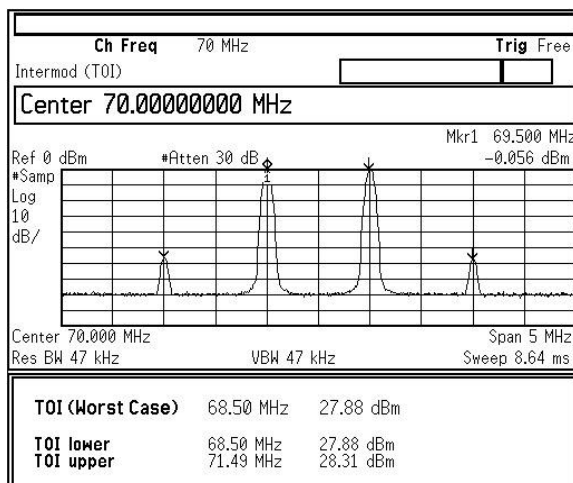 Ch Freq 70 MHz Trig Free
Intermod (TOI)
Center 70.00000000 MHz
Mkr1 69.500 MHz
Ref 0 dBm #Atten 30 dB -0.056 dBm
#Samp
Log
10
dB/
1
Center 70.000 MHz Span 5 MHz
Res BW 47 kHz VBW 47 kHz Sweep 8.64 ms
TOI (Worst Case) 68.50 MHz 27.88 dBm
TOI lower 68.50 MHz 27.88 dBm
TOI upper 71.49 MHz 28.31 dBm